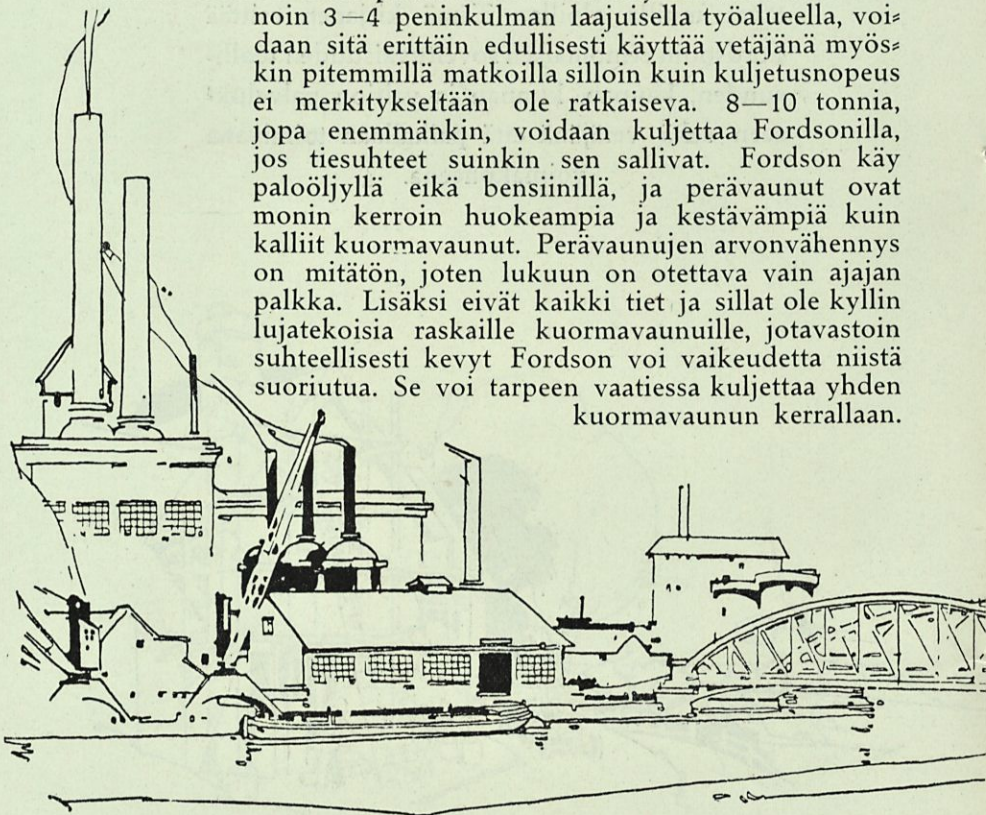 noin 3—4 peninkulman laajuisella työalueella, voi=
daan sitä erittäin edullisesti käyttää vetäjänä myös=
kin pitemmillä matkoilla silloin kuin kuljetusnopeus
ei merkitykseltään ole ratkaiseva. 8—10 tonnia,
jopa enemmänkin, voidaan kuljettaa Fordsonilla,
jos tiesuhteet suinkin sen sallivat. Fordson käy
paloöljyllä eikä bensiinillä, ja perävaunut ovat
monin kerroin huokeampia ja kestävämpiä kuin
kalliit kuormavaunut. Perävaunujen arvonvähennys
on mitätön, joten lukuun on otettava vain ajajan
palkka. Lisäksi eivät kaikki tiet ja sillat ole kyllin
lujatekoisia raskaille kuormavaunuille, jotavastoin
suhteellisesti kevyt Fordson voi vaikeudetta niistä
suoriutua. Se voi tarpeen vaatiessa kuljettaa yhden
kuormavaunun kerrallaan.